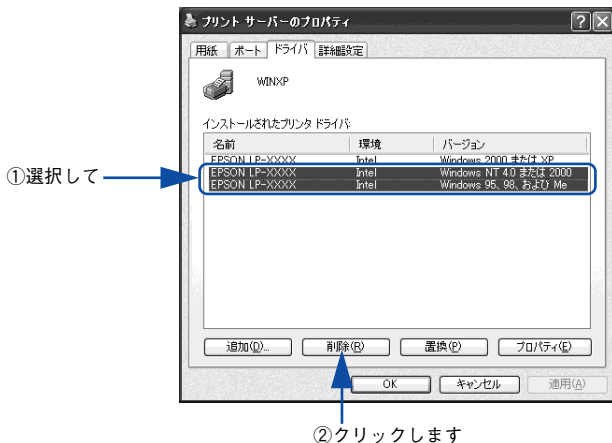 プリント サーバーのプロパティ
用紙 ポート ドライバ 詳細設定
WINXP
インストールされたプリンタ ドライバ:
名前 環境 バージョン
EPSON LP-XXXX Intel Windows 2000 または XP
EPSON LP-XXXX Intel Windows NT 4.0 または 2000
EPSON LP-XXXX Intel Windows 95、98、および Me
①選択して
追加(D)... 削除(R) 置換(P) プロパティ(E)
OK キャンセル 適用(A)
②クリックします